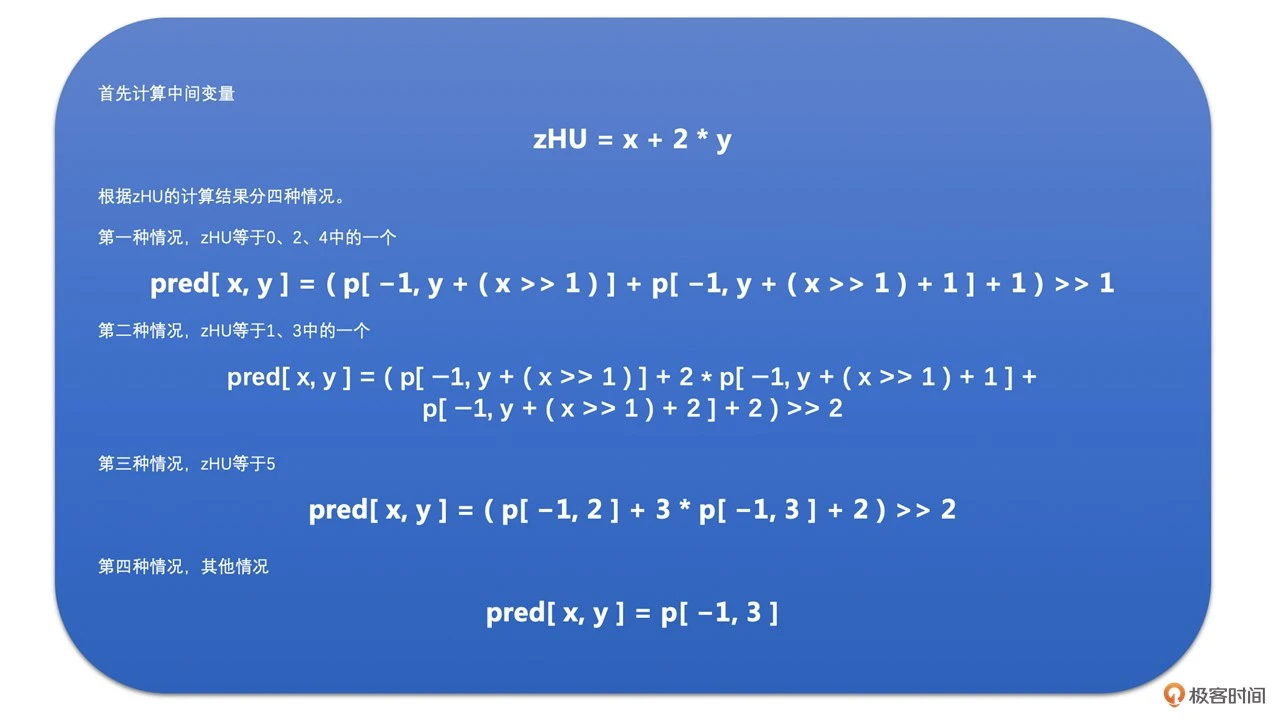 首先计算中间变量
zHU = x + 2 * y
根据zHU的计算结果分四种情况。
第一种情况，zHU等于0、2、4中的一个
pred[ x, y ] = ( p[ −1, y + ( x >> 1 ) ] + p[ −1, y + ( x >> 1 ) + 1 ] + 1 ) >> 1
第二种情况，zHU等于1、3中的一个
pred[ x, y ] = ( p[ −1, y + ( x >> 1 ) ] + 2 * p[ −1, y + ( x >> 1 ) + 1 ] +
p[ −1, y + ( x >> 1 ) + 2 ] + 2 ) >> 2
第三种情况，zHU等于5
pred[ x, y ] = ( p[ −1, 2 ] + 3 * p[ −1, 3 ] + 2 ) >> 2
第四种情况，其他情况
pred[ x, y ] = p[ −1, 3 ]
极客时间